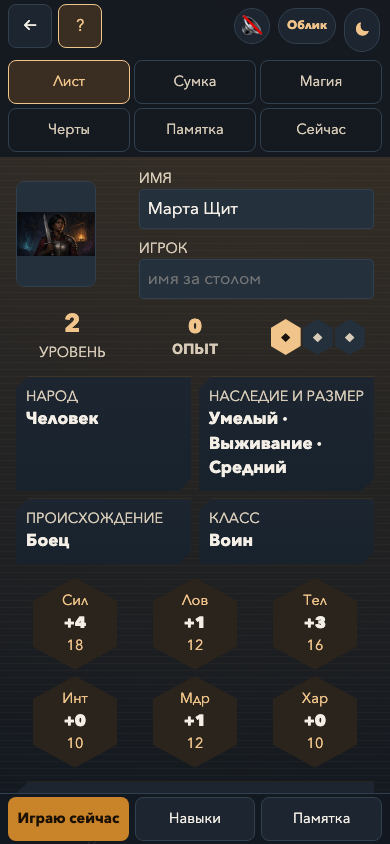 ?
Облик
Лист
Сумка
Магия
Черты
Памятка
Сейчас
ИМЯ
Марта Щит
ИГРОК
имя за столом
2
УРОВЕНЬ
0
ОПЫТ
НАРОД
Человек
НАСЛЕДИЕ И РАЗМЕР
Умелый •
Выживание •
Средний
ПРОИСХОЖДЕНИЕ
Боец
КЛАСС
Воин
Сил
+4
18
Лов
+1
12
Тел
+3
16
Инт
+0
10
Мдр
+1
12
Хар
+0
10
Играю сейчас
Навыки
Памятка